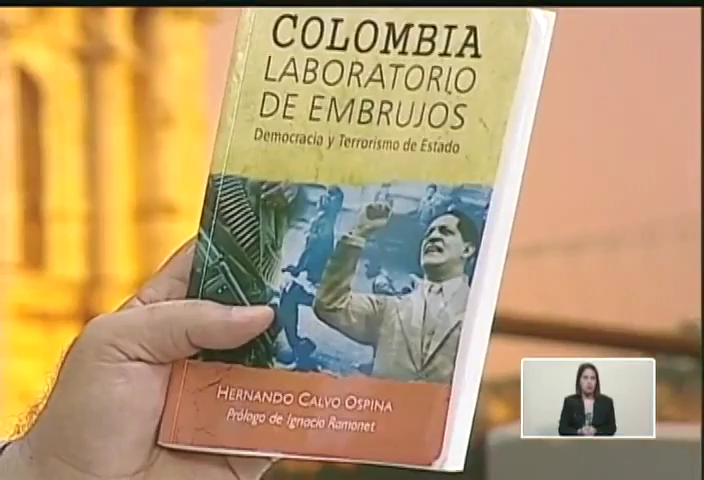 COLOMBIA
LABORATORIO
DE EMBRUJOS
Democracia y Terrorismo de Estado
HERNANDO CALVO OSPINA
Prólogo de Ignacio Ramonet